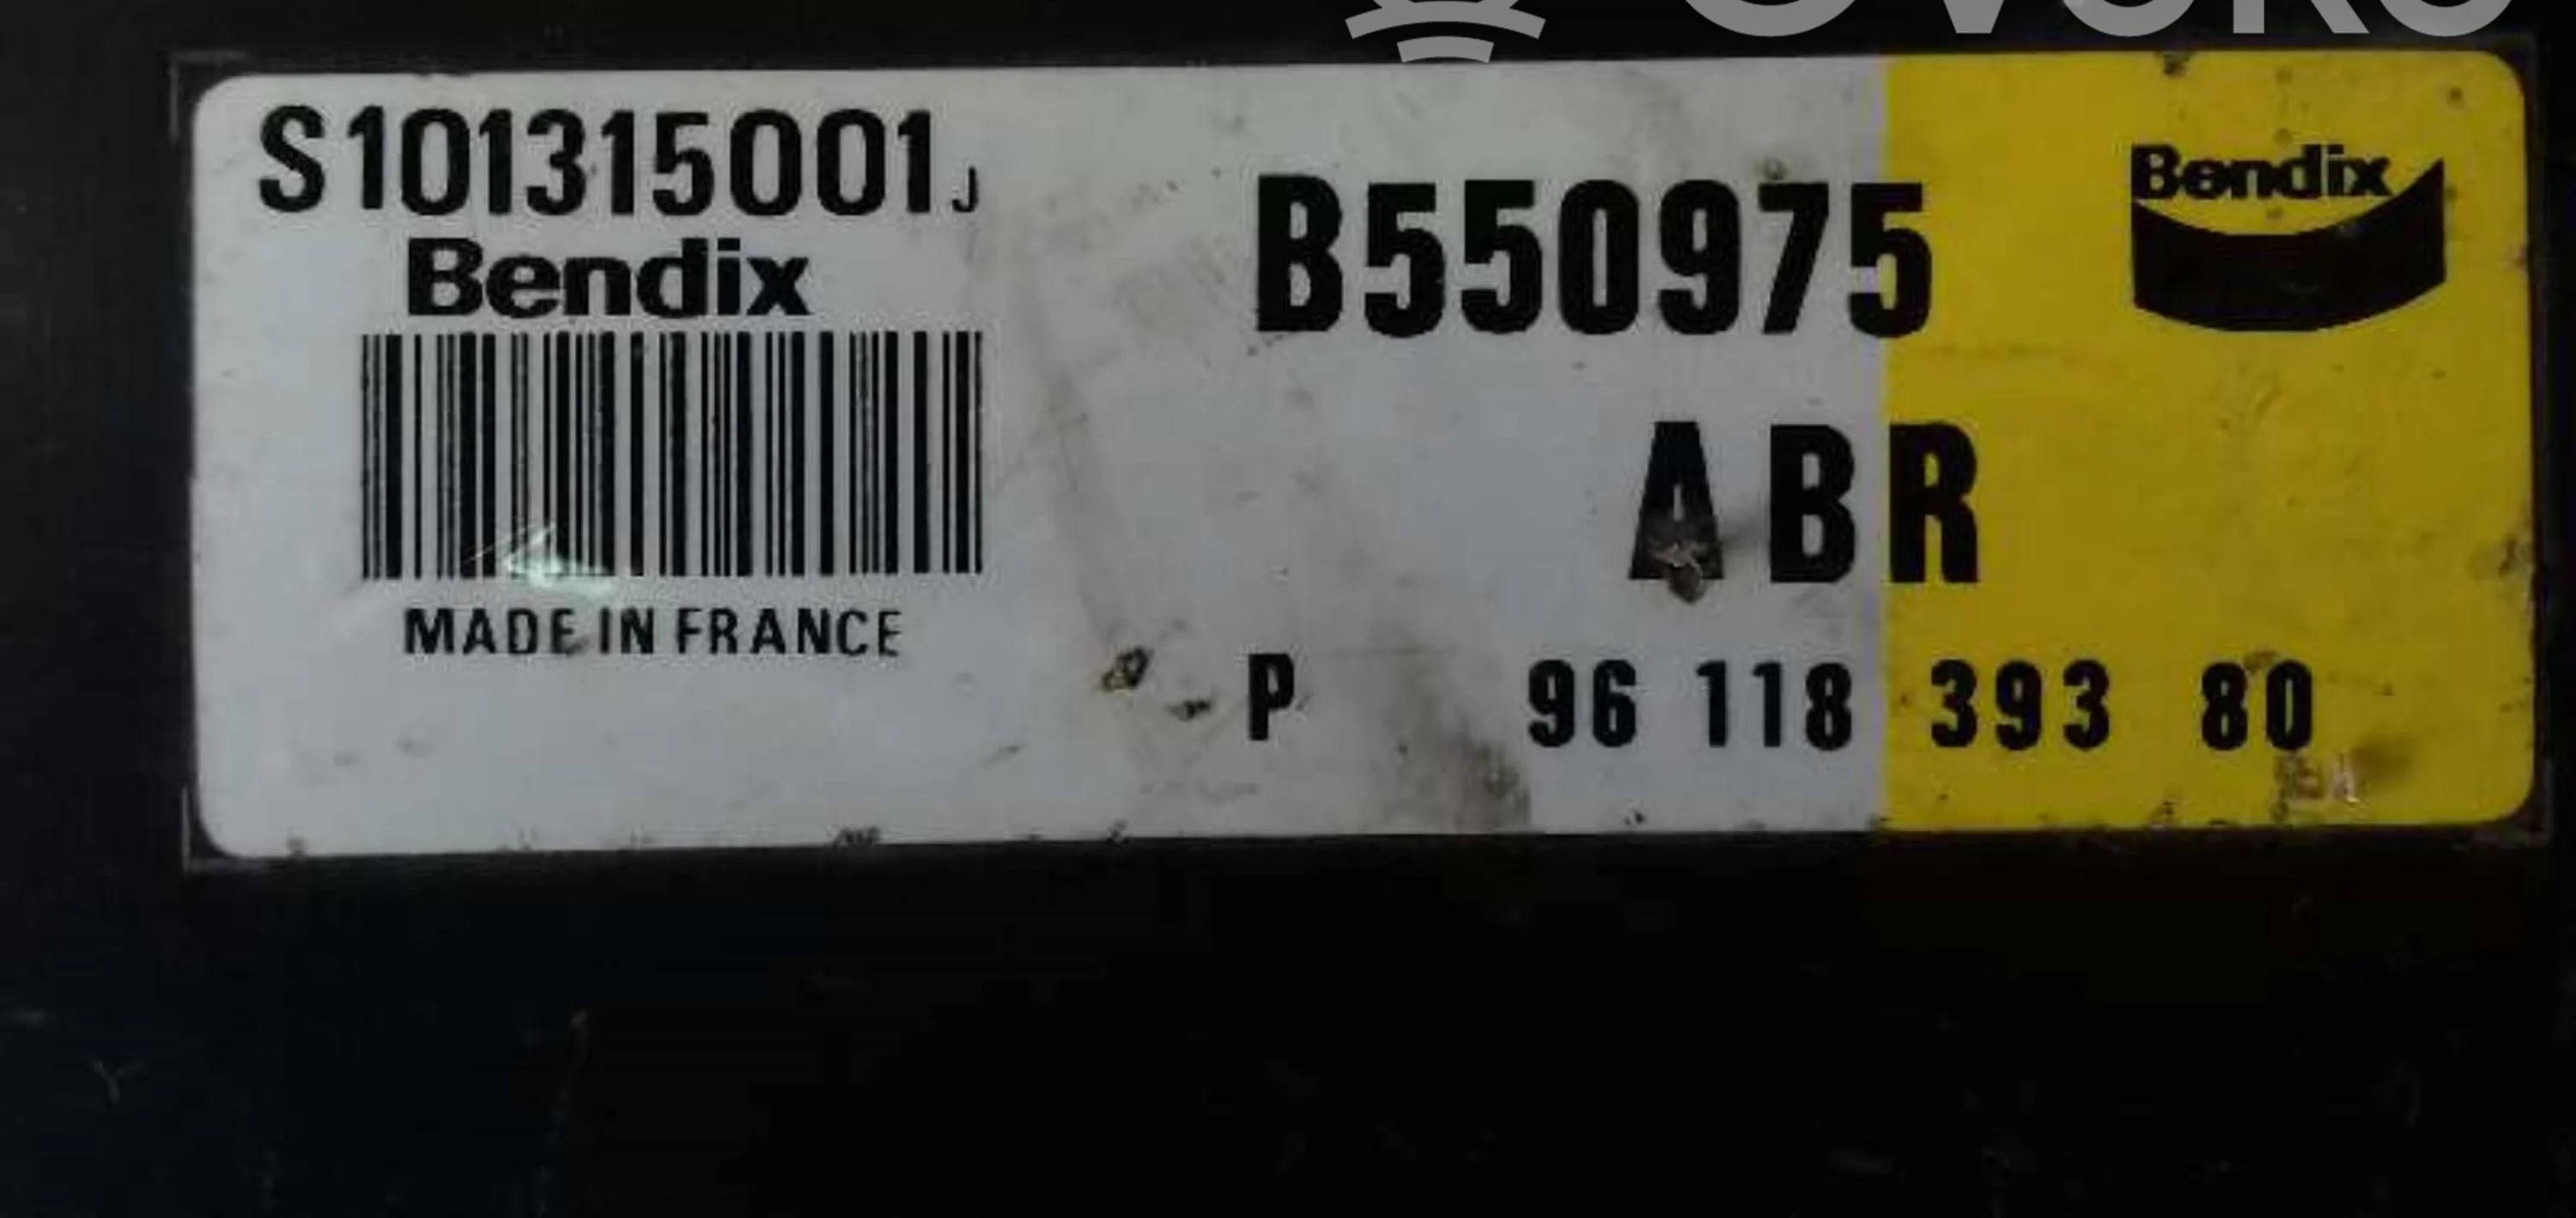 S101315001J
Bendix
MADE IN FRANCE
B550975
ABR
P 96 118 393 80
Bendix